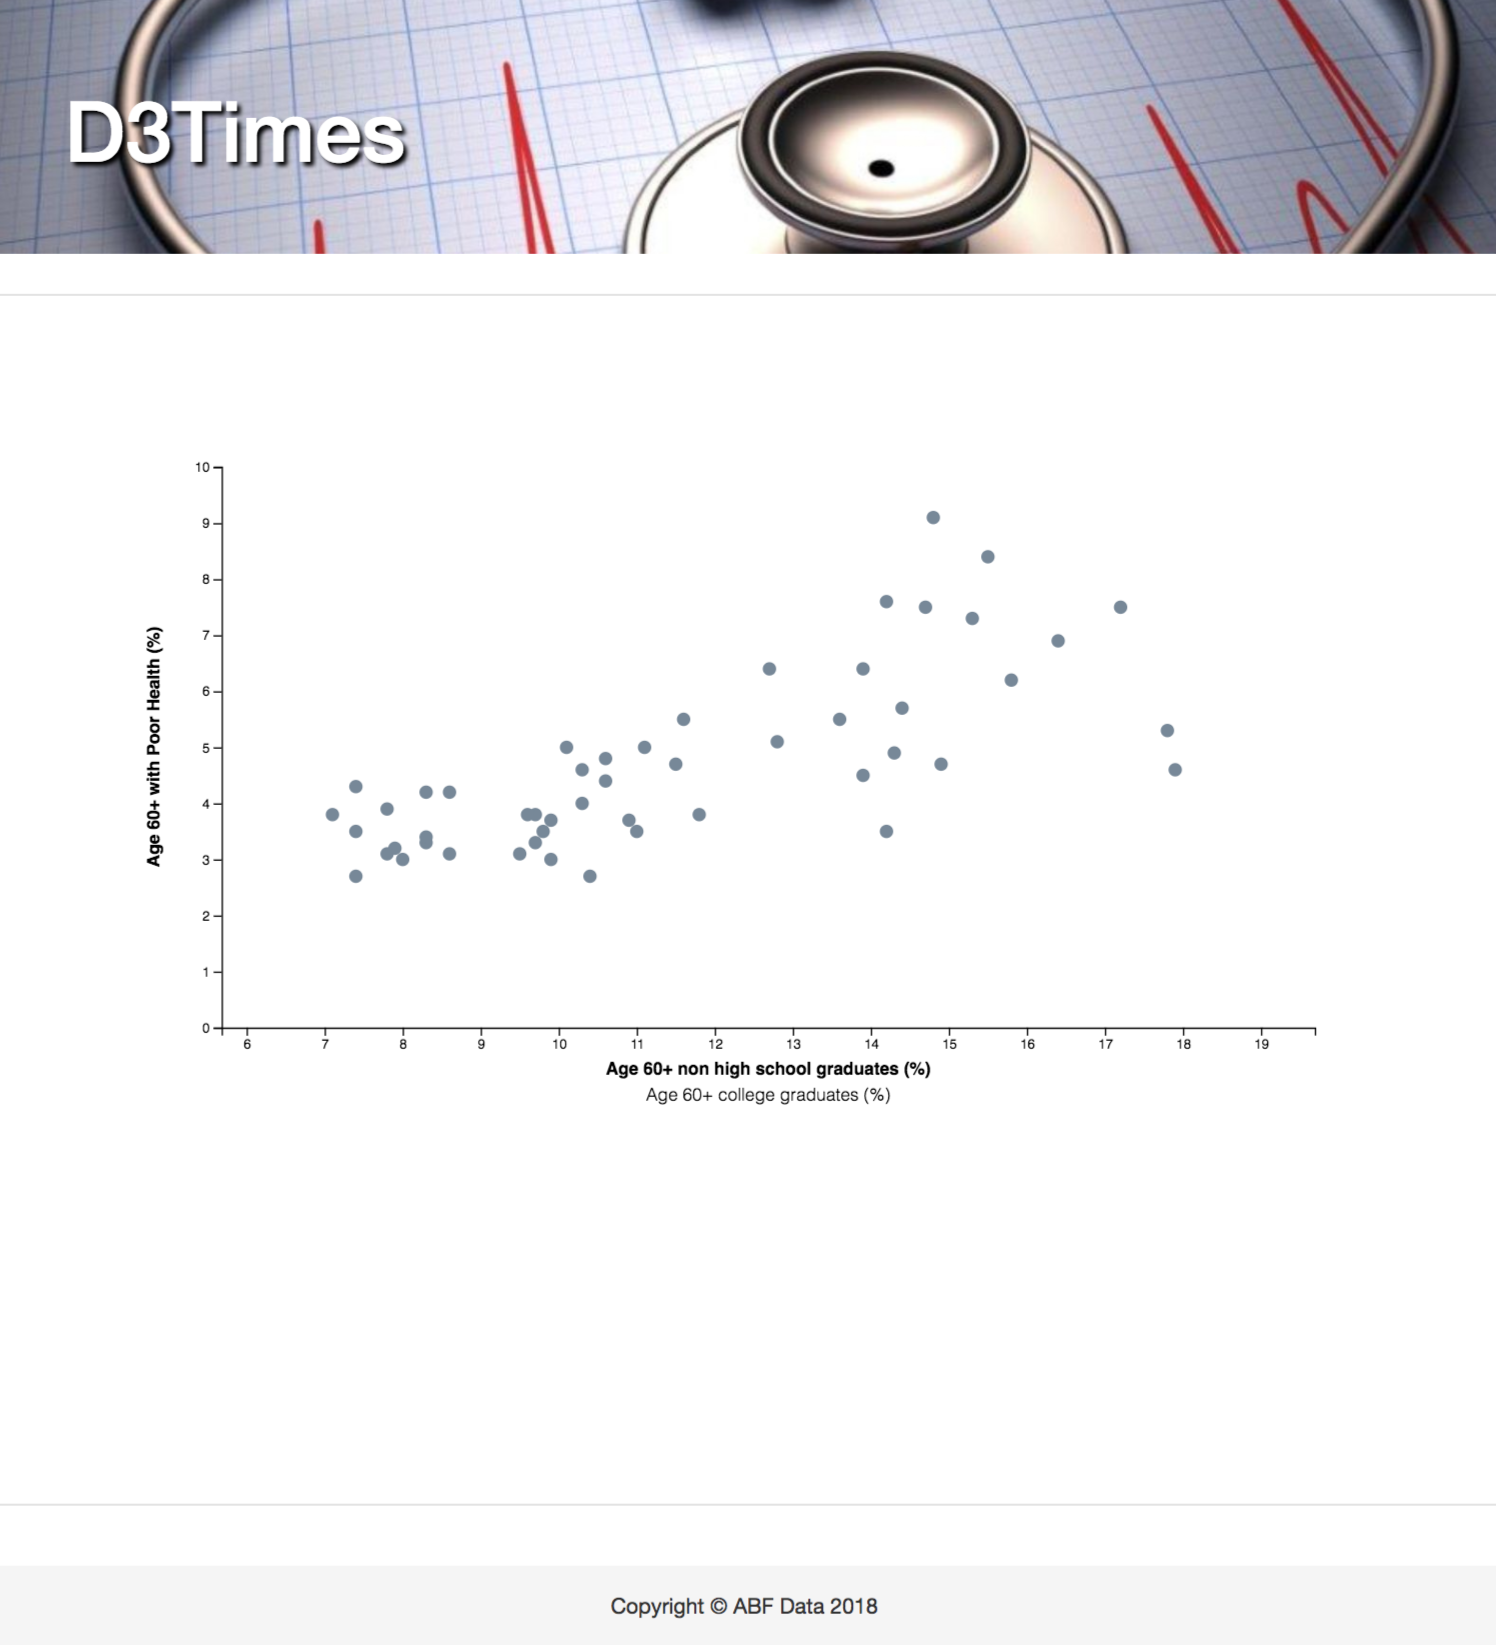 D3Times
10
9
8
7
6
5
4
3
2
1
0
Age 60+ with Poor Health (%)
6 7 8 9 10 11 12 13 14 15 16 17 18 19
Age 60+ non high school graduates (%)
Age 60+ college graduates (%)
Copyright © ABF Data 2018